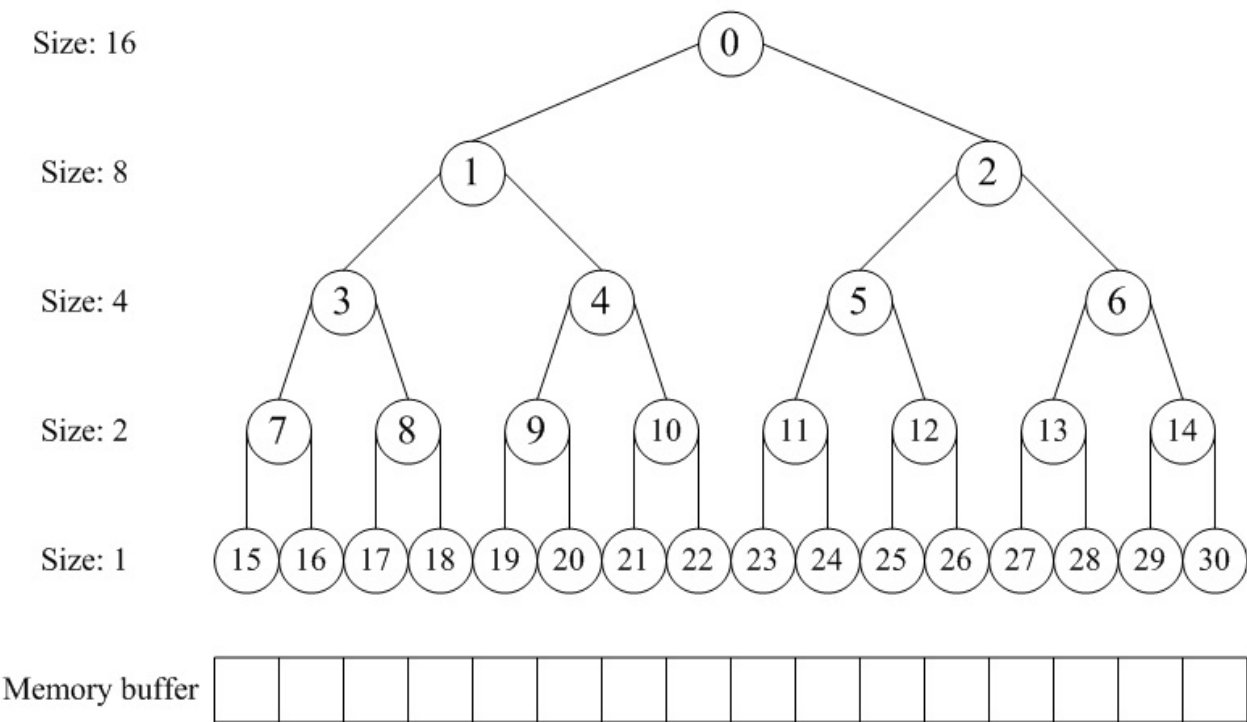 Size: 16 0
Size: 8 1 2
Size: 4 3 4 5 6
Size: 2 7 8 9 10 11 12 13 14
Size: 1 15 16 17 18 19 20 21 22 23 24 25 26 27 28 29 30
Memory buffer